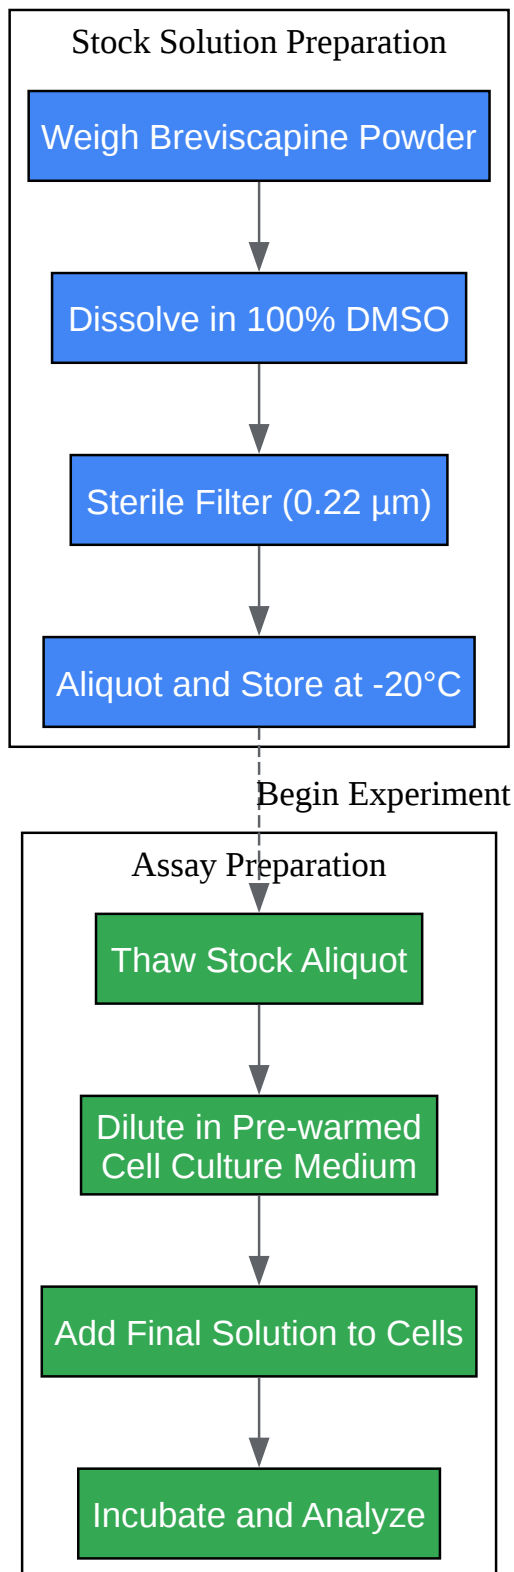 Stock Solution Preparation
Weigh Breviscapine Powder
Dissolve in 100% DMSO
Sterile Filter (0.22 µm)
Aliquot and Store at -20°C
Begin Experiment
Assay Preparation
Thaw Stock Aliquot
Dilute in Pre-warmed
Cell Culture Medium
Add Final Solution to Cells
Incubate and Analyze